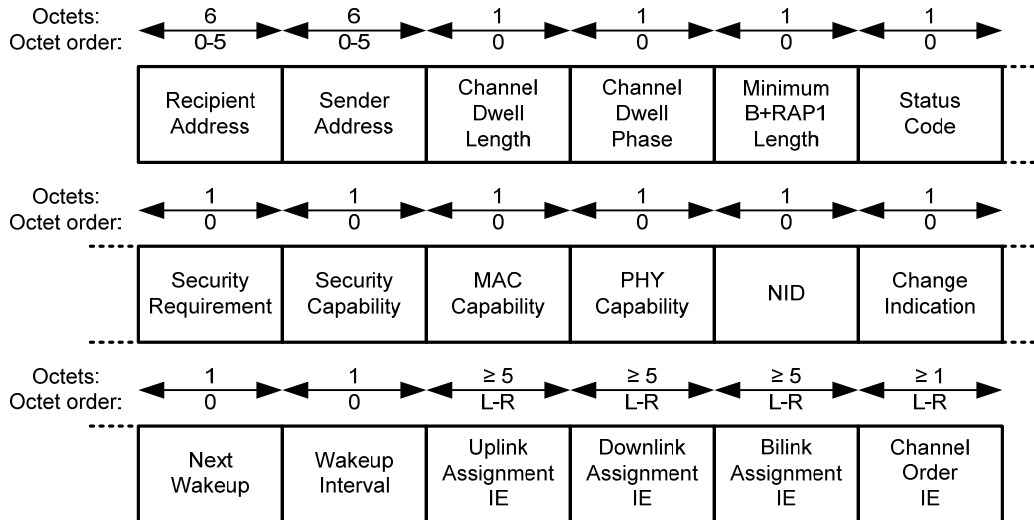 Octets: 6 6 1 1 1 1
Octet order: 0-5 0-5 0 0 0 0
Recipient Address
Sender Address
Channel Dwell Length
Channel Dwell Phase
Minimum B+RAP1 Length
Status Code
Octets: 1 1 1 1 1 1
Octet order: 0 0 0 0 0 0
Security Requirement
Security Capability
MAC Capability
PHY Capability
NID
Change Indication
Octets: 1 1 ≥ 5 ≥ 5 ≥ 5 ≥ 1
Octet order: 0 0 L-R L-R L-R L-R
Next Wakeup
Wakeup Interval
Uplink Assignment IE
Downlink Assignment IE
Bilink Assignment IE
Channel Order IE